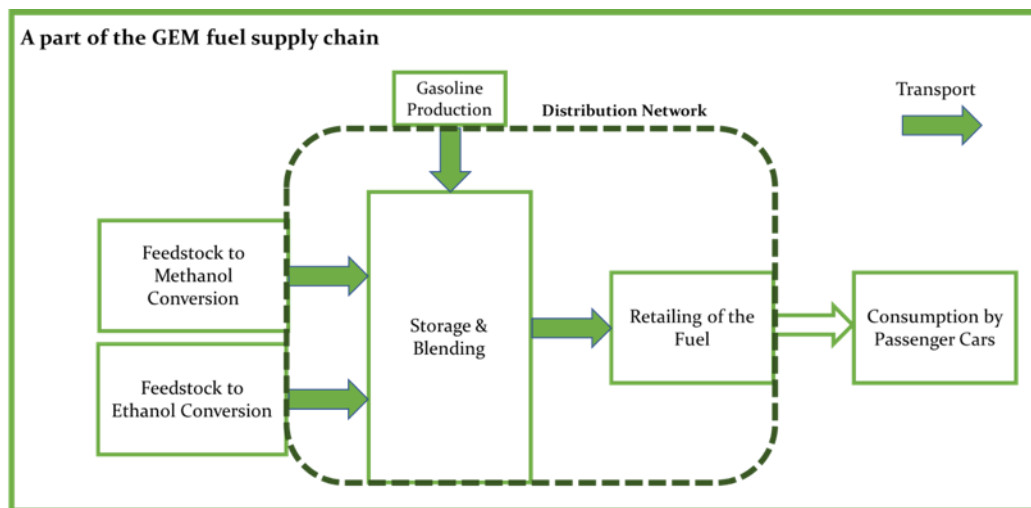 A part of the GEM fuel supply chain
Gasoline
Production
Distribution Network
Transport
Feedstock to
Methanol
Conversion
Feedstock to
Ethanol Conversion
Storage &
Blending
Retailing of the
Fuel
Consumption by
Passenger Cars